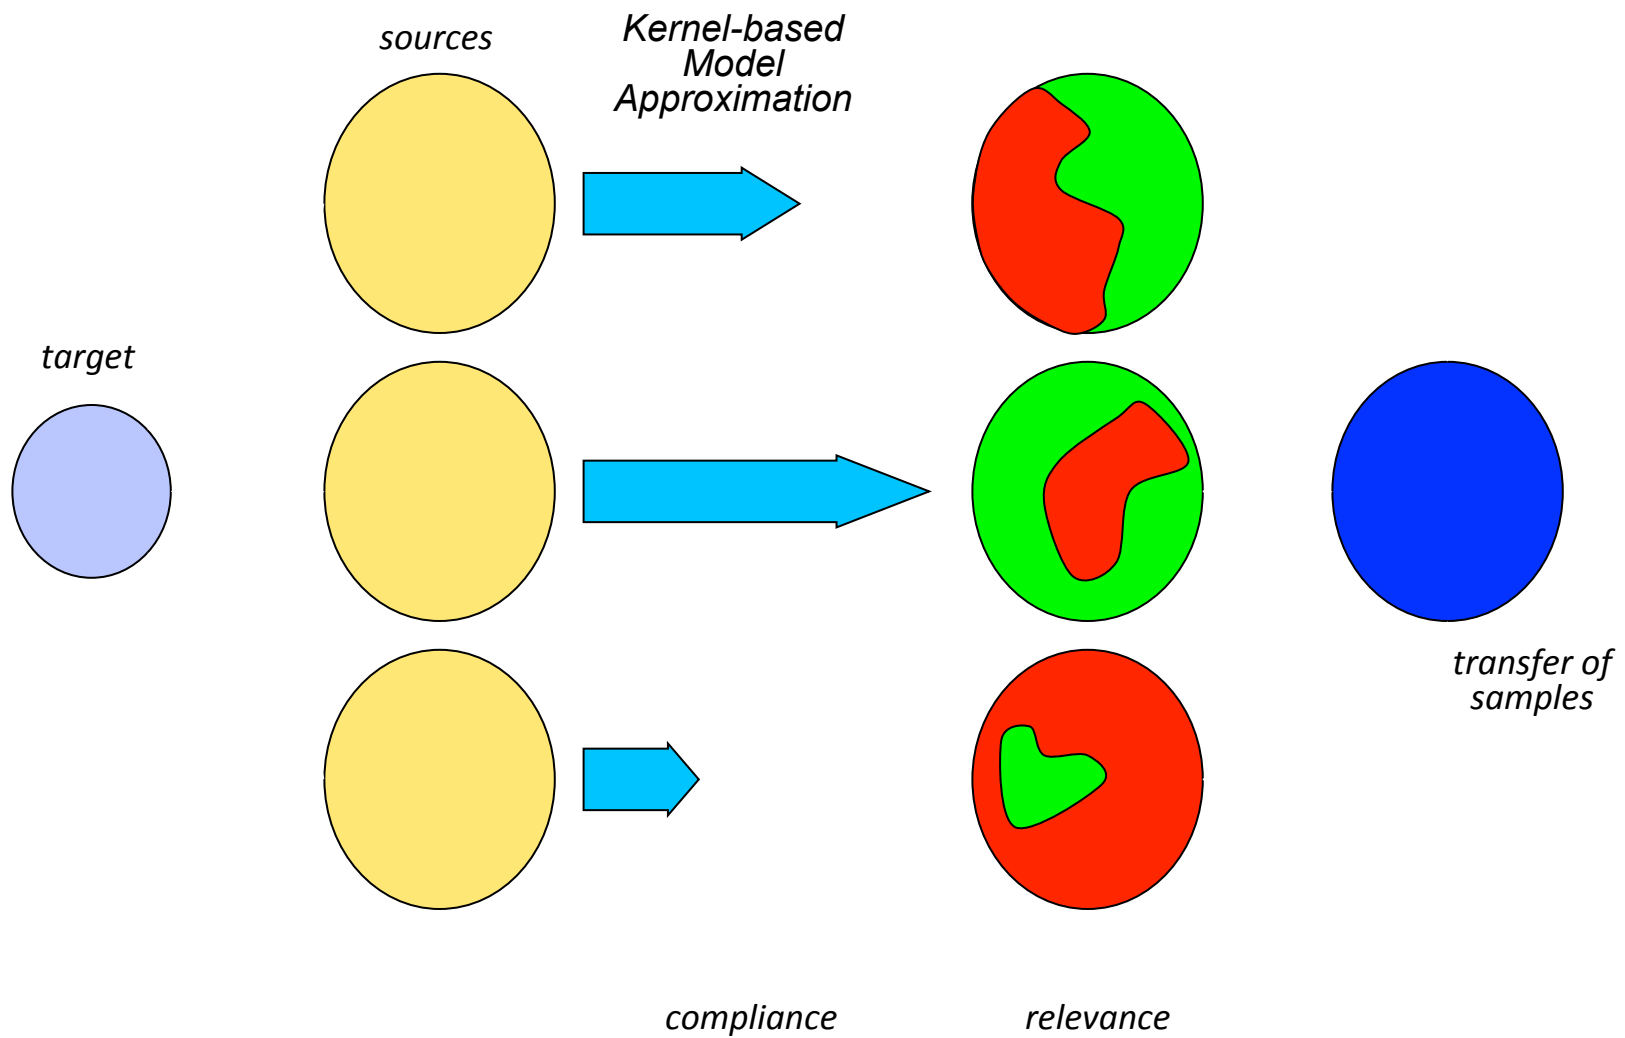 sources
Kernel-based
Model
Approximation
target
transfer of
samples
compliance
relevance